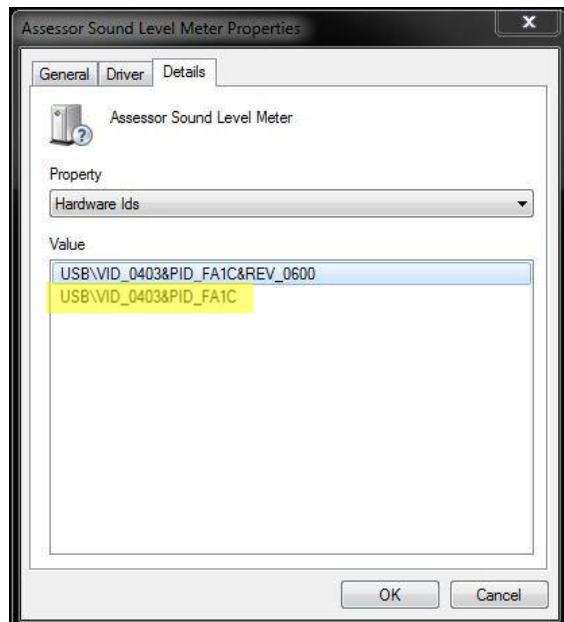 Assessor Sound Level Meter Properties
General Driver Details
Assessor Sound Level Meter
Property
Hardware Ids
Value
USB\VID_0403&PID_FA1C&REV_0600
USB\VID_0403&PID_FA1C
OK Cancel